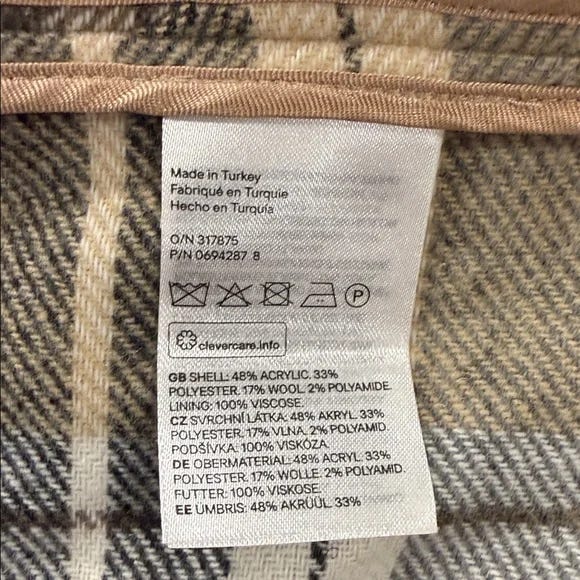 Made in Turkey
Fabriqué en Turquie
Hecho en Turquía
O/N 317875
P/N 0694287 8
P
clevercare.info
GB SHELL: 48% ACRYLIC. 33%
POLYESTER. 17% WOOL. 2% POLYAMIDE.
LINING: 100% VISCOSE.
CZ SVRCHNÍ LÁTKA: 48% AKRYL. 33%
POLYESTER. 17% VLNA. 2% POLYAMID.
PODŠÍVKA: 100% VISKÓZA.
DE OBERMATERIAL: 48% ACRYL. 33%
POLYESTER. 17% WOLLE. 2% POLYAMID.
FUTTER: 100% VISKOSE.
EE ÜMBRIS: 48% AKRÜÜL. 33%